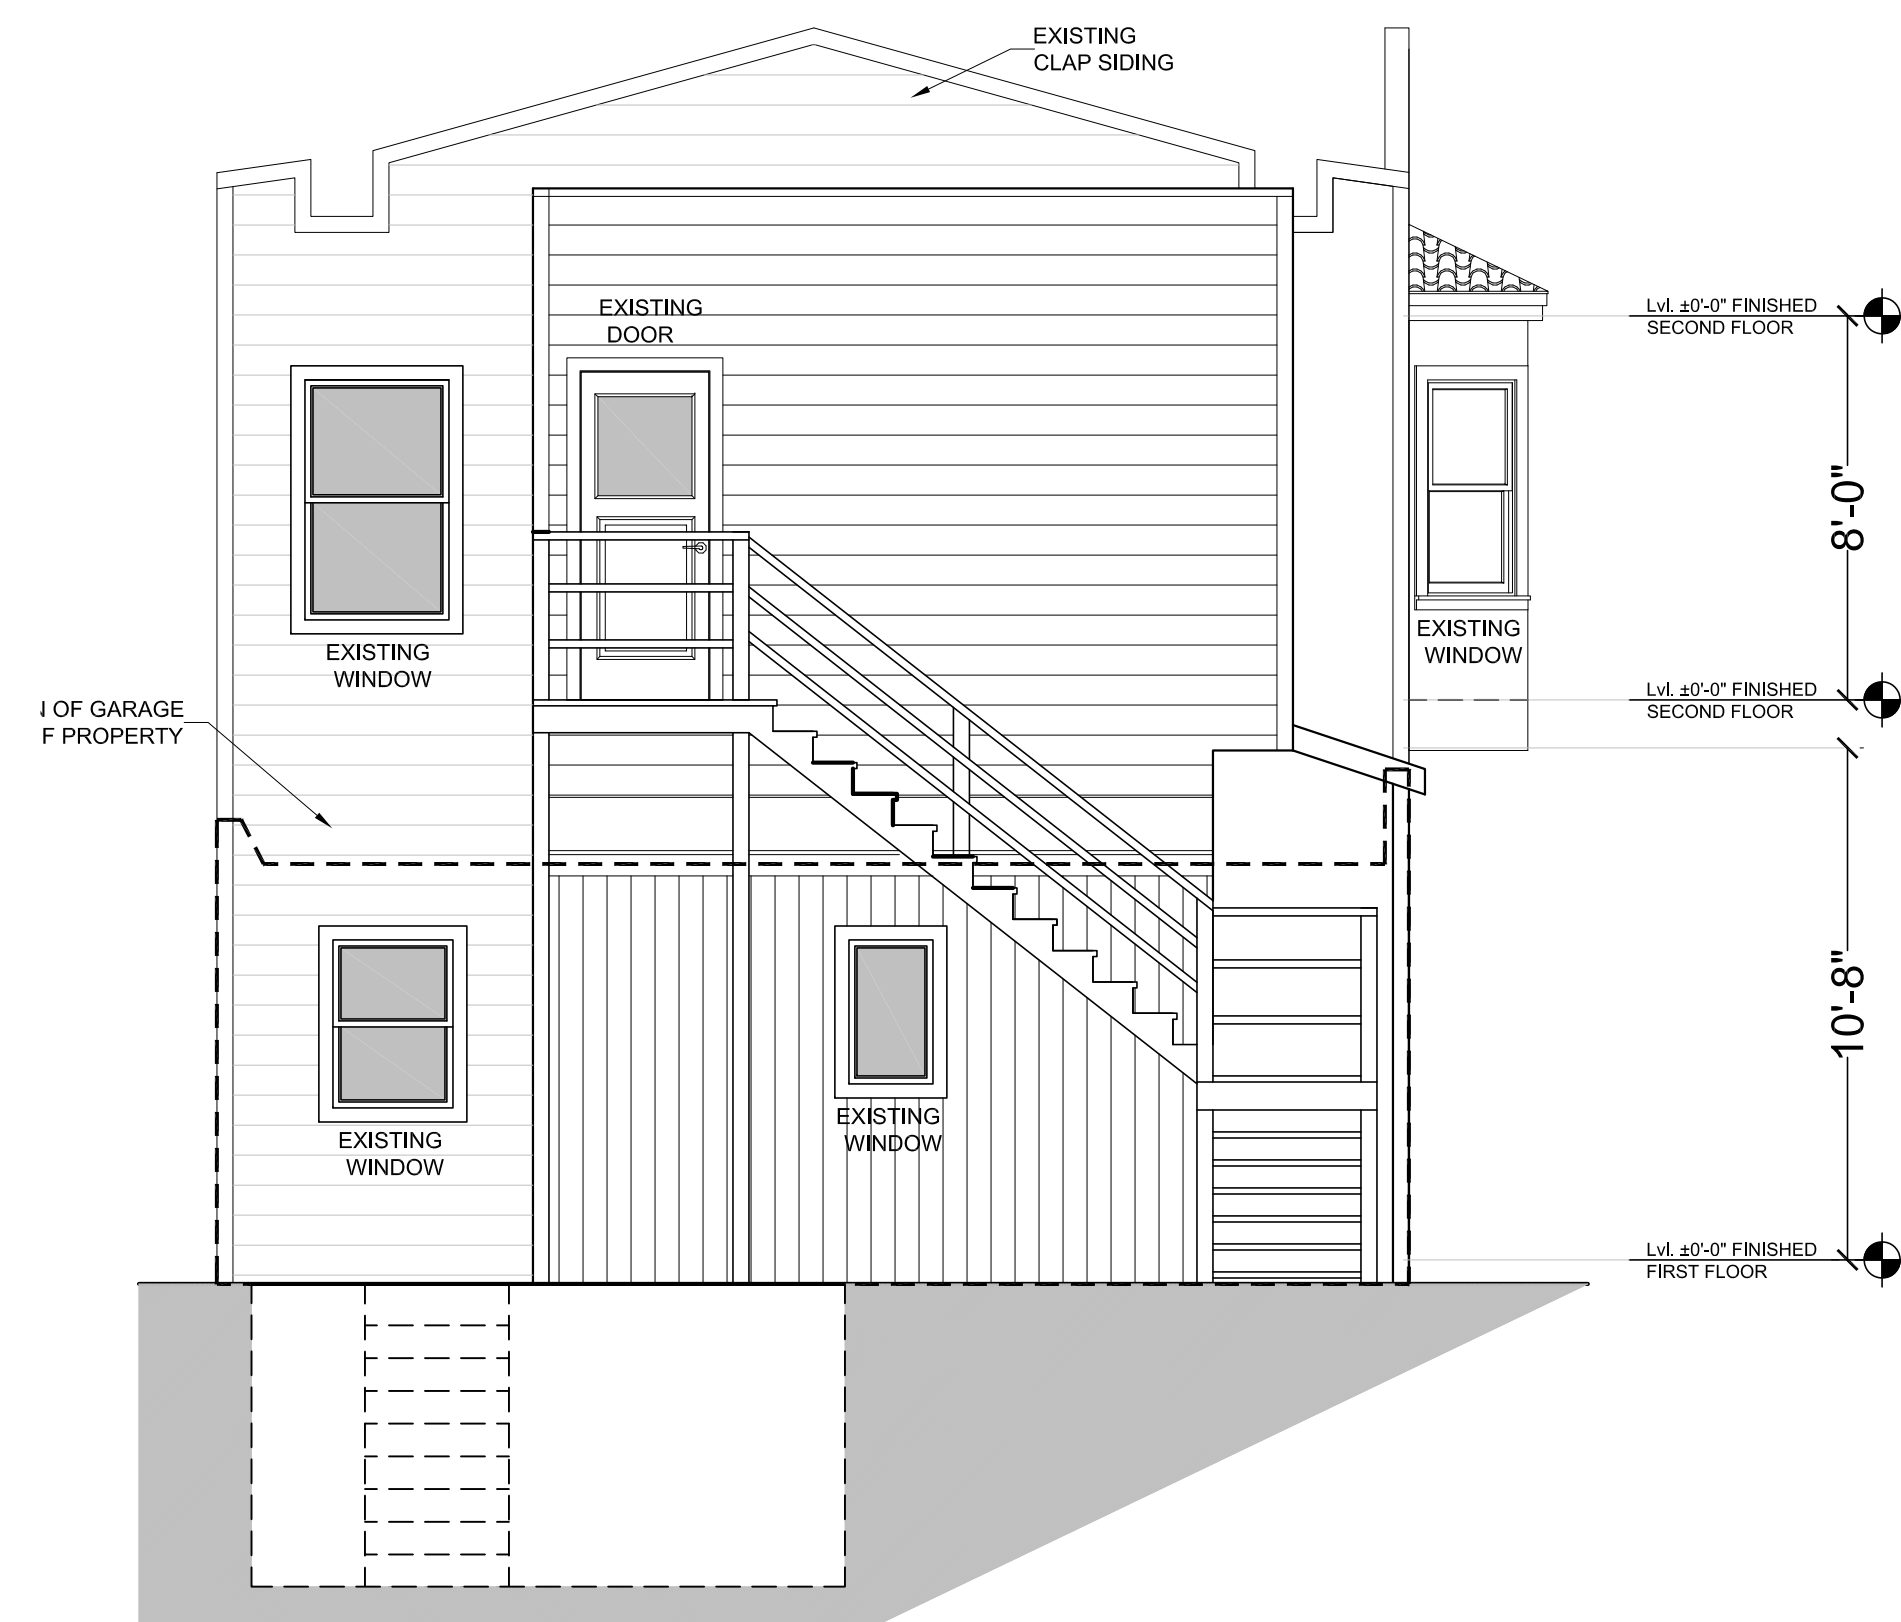 EXISTING
CLAP SIDING
EXISTING
DOOR
Lvl. ±0'-0" FINISHED
SECOND FLOOR
8'-0"
EXISTING
WINDOW
EXISTING
WINDOW
Lvl. ±0'-0" FINISHED
SECOND FLOOR
OF GARAGE
F PROPERTY
10'-8"
EXISTING
WINDOW
EXISTING
WINDOW
Lvl. ±0'-0" FINISHED
FIRST FLOOR